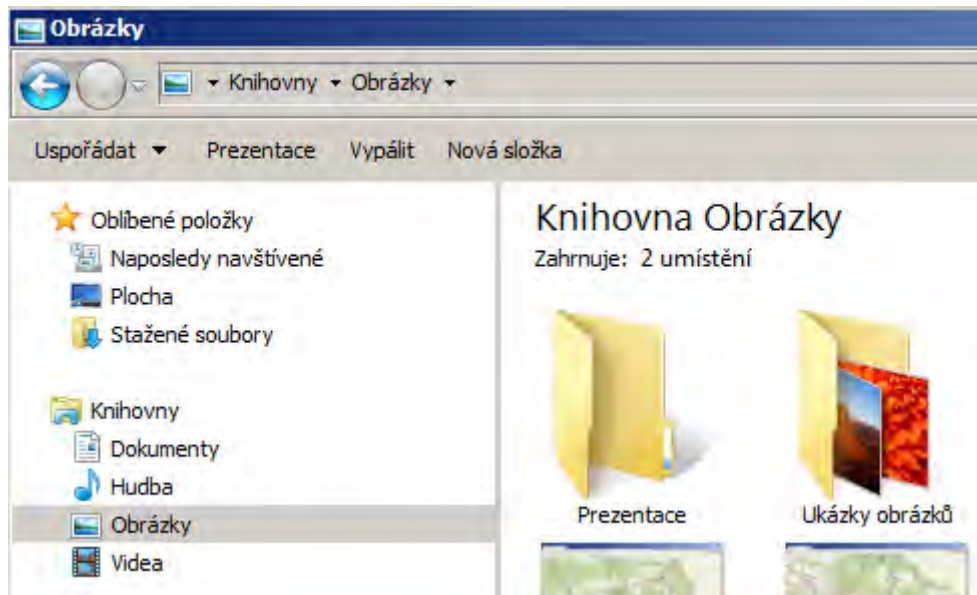 Obrázky
Knihovny Obrázky
Uspořádat Prezentace Vypálit Nová složka
Oblíbené položky
Naposledy navštívené
Plocha
Stažené soubory
Knihovny
Dokumenty
Hudba
Obrázky
Videa
Knihovna Obrázky
Zahrnuje: 2 umístění
Prezentace
Ukázky obrázků